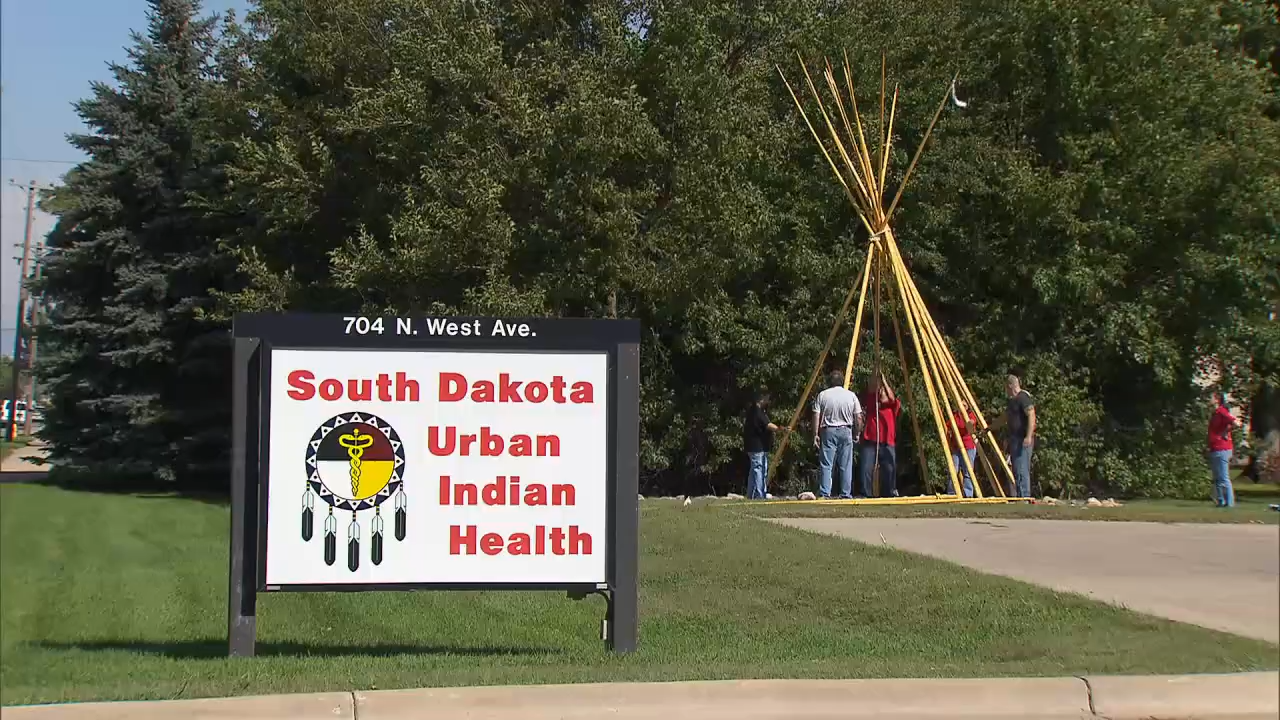 704 N. West Ave.
South Dakota
Urban
Indian
Health